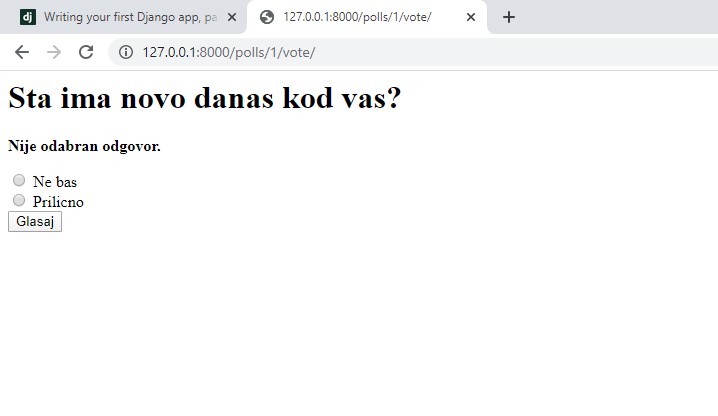 dj Writing your first Django app, pa
127.0.0.1:8000/polls/1/vote/
127.0.0.1:8000/polls/1/vote/
Sta ima novo danas kod vas?
Nije odabran odgovor.
Ne bas
Prilicno
Glasaj